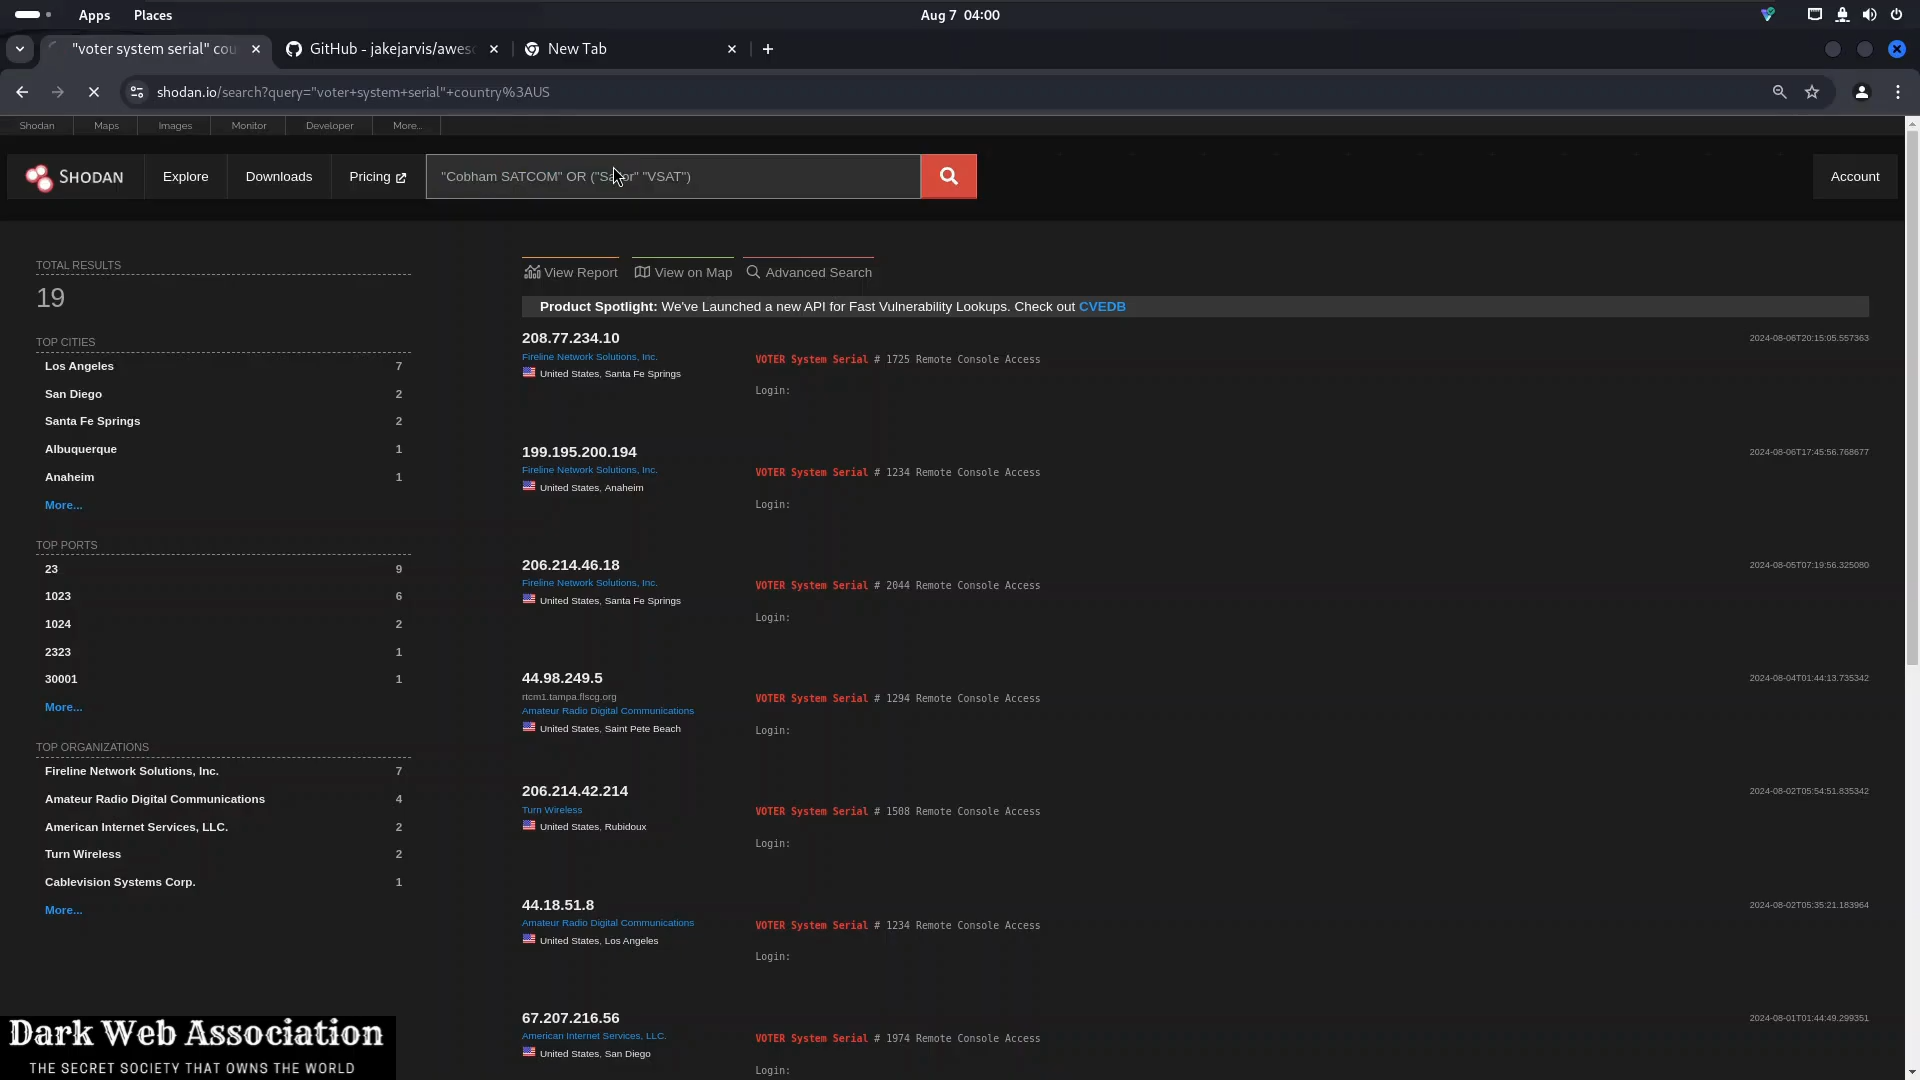 Apps Places Aug 7 04:00
"voter system serial" cou GitHub - jakejarvis/awes New Tab
shodan.io/search?query="voter+system+serial"+country%3AUS
Shodan Maps Images Monitor Developer More...
SHODAN Explore Downloads Pricing "Cobham SATCOM" OR ("Sailor" "VSAT") Account
TOTAL RESULTS
19
TOP CITIES
Los Angeles 7
San Diego 2
Santa Fe Springs 2
Albuquerque 1
Anaheim 1
More...
TOP PORTS
23 9
1023 6
1024 2
2323 1
30001 1
More...
TOP ORGANIZATIONS
Fireline Network Solutions, Inc. 7
Amateur Radio Digital Communications 4
American Internet Services, LLC. 2
Turn Wireless 2
Cablevision Systems Corp. 1
More...
View Report View on Map Advanced Search
Product Spotlight: We've Launched a new API for Fast Vulnerability Lookups. Check out CVEDB
208.77.234.10 2024-08-06T20:15:05.557363
Fireline Network Solutions, Inc.
VOTER System Serial # 1725 Remote Console Access
United States, Santa Fe Springs
Login:
199.195.200.194 2024-08-06T17:45:56.768677
Fireline Network Solutions, Inc.
VOTER System Serial # 1234 Remote Console Access
United States, Anaheim
Login:
206.214.46.18 2024-08-05T07:19:56.325080
Fireline Network Solutions, Inc.
VOTER System Serial # 2044 Remote Console Access
United States, Santa Fe Springs
Login:
44.98.249.5 2024-08-04T01:44:13.735342
rtcm1.tampa.flscg.org
VOTER System Serial # 1294 Remote Console Access
Amateur Radio Digital Communications
United States, Saint Pete Beach
Login:
206.214.42.214 2024-08-02T05:54:51.835342
Turn Wireless
VOTER System Serial # 1508 Remote Console Access
United States, Rubidoux
Login:
44.18.51.8 2024-08-02T05:35:21.183964
Amateur Radio Digital Communications
VOTER System Serial # 1234 Remote Console Access
United States, Los Angeles
Login:
67.207.216.56 2024-08-01T01:44:49.299351
American Internet Services, LLC.
VOTER System Serial # 1974 Remote Console Access
United States, San Diego
Login:
Dark Web Association
THE SECRET SOCIETY THAT OWNS THE WORLD